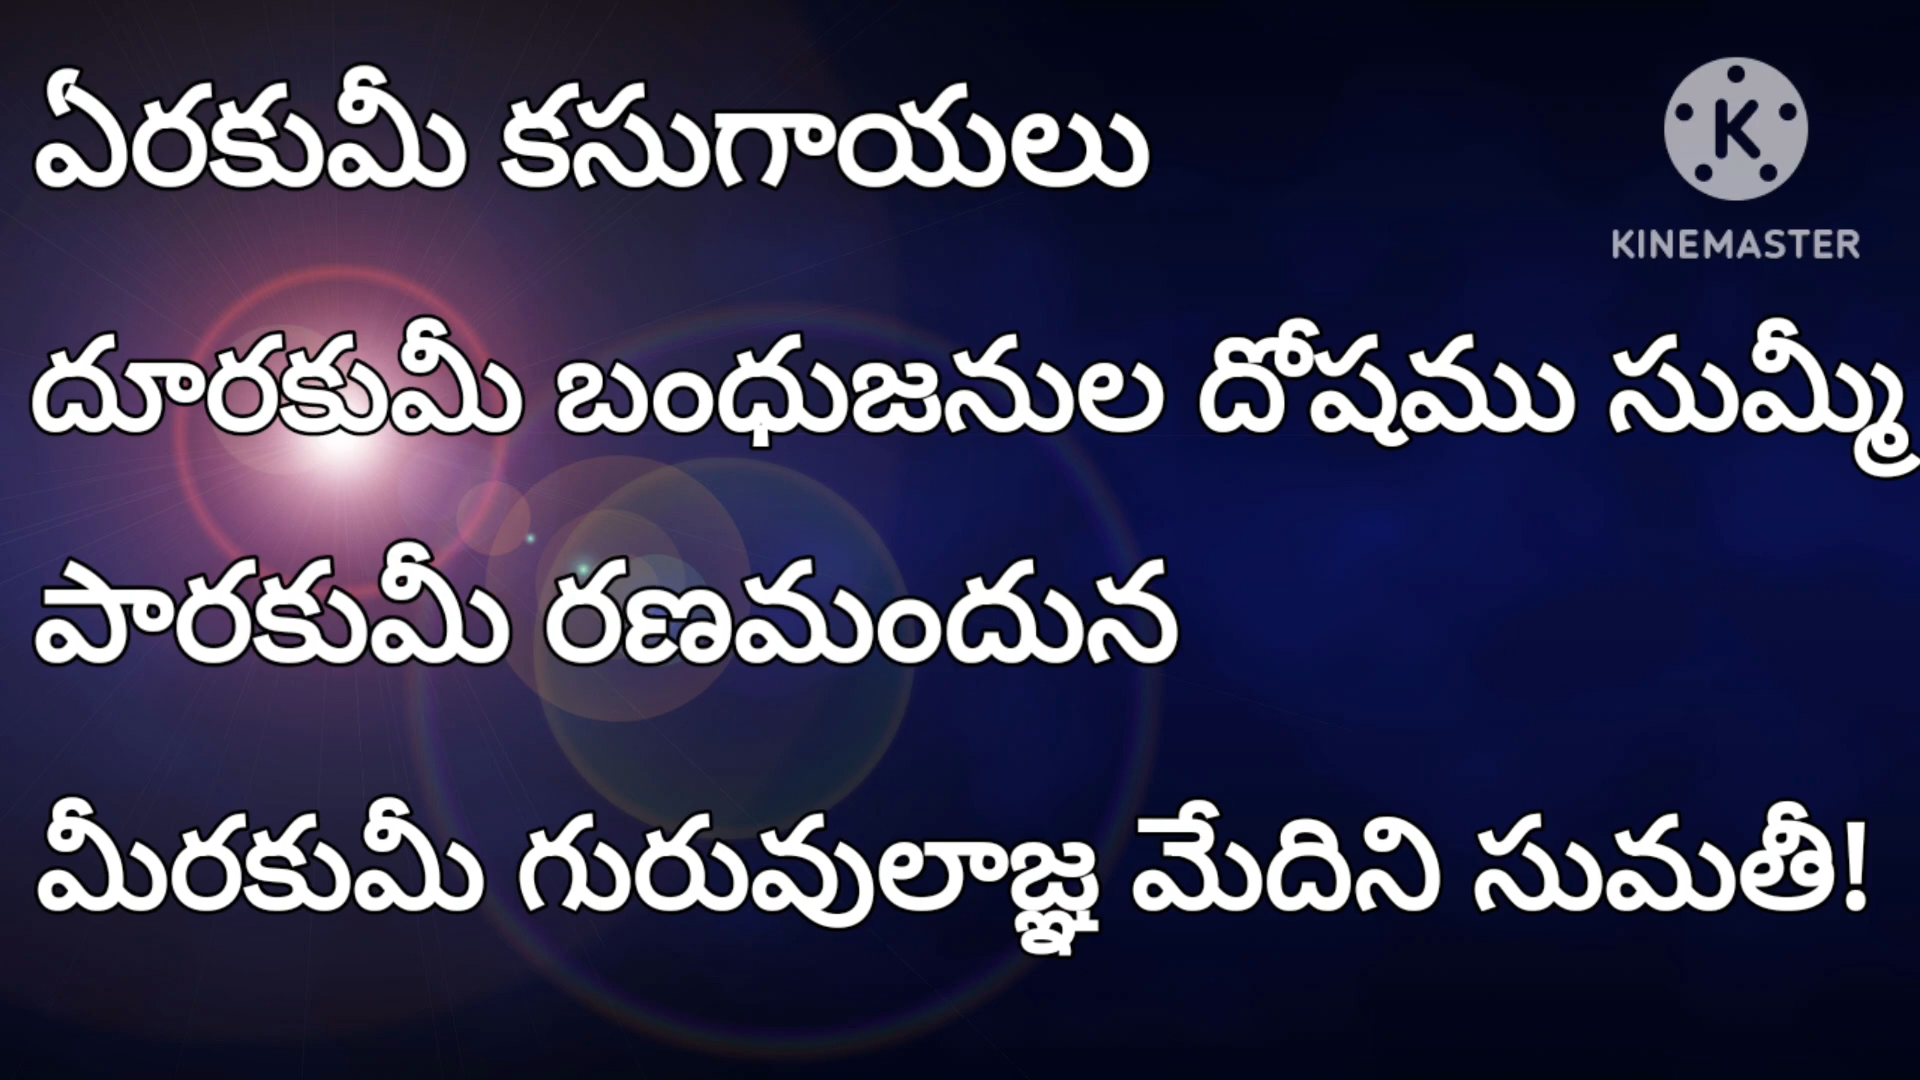 ఏరకుమీ కసుగాయలు
KINEMASTER
దూరకుమీ బంధుజనుల దోషము సుమ్మీ
పారకుమీ రణమందున
మీరకుమీ గురువులాజ్ఞ మేదిని సుమతీ!